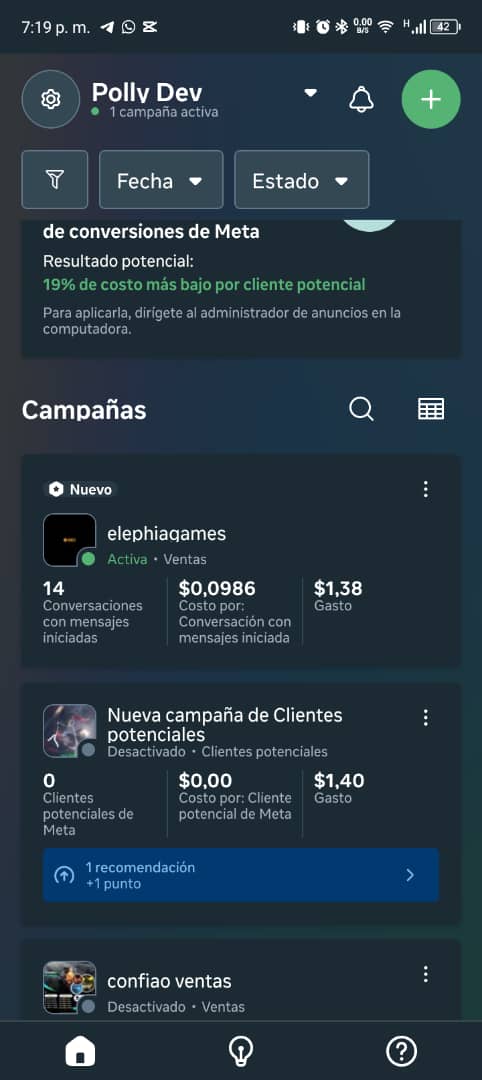 7:19 p. m.
0.00
B/S
H
42
Polly Dev
1 campaña activa
Fecha
Estado
de conversiones de Meta
Resultado potencial:
19% de costo más bajo por cliente potencial
Para aplicarla, dirígete al administrador de anuncios en la
computadora.
Campañas
Nuevo
elephiagames
Activa • Ventas
14
Conversaciones
con mensajes
iniciadas
$0,0986
Costo por:
Conversación con
mensajes iniciada
$1,38
Gasto
Nueva campaña de Clientes
potenciales
Desactivado • Clientes potenciales
0
Clientes
potenciales de
Meta
$0,00
Costo por: Cliente
potencial de Meta
$1,40
Gasto
1 recomendación
+1 punto
confiao ventas
Desactivado • Ventas